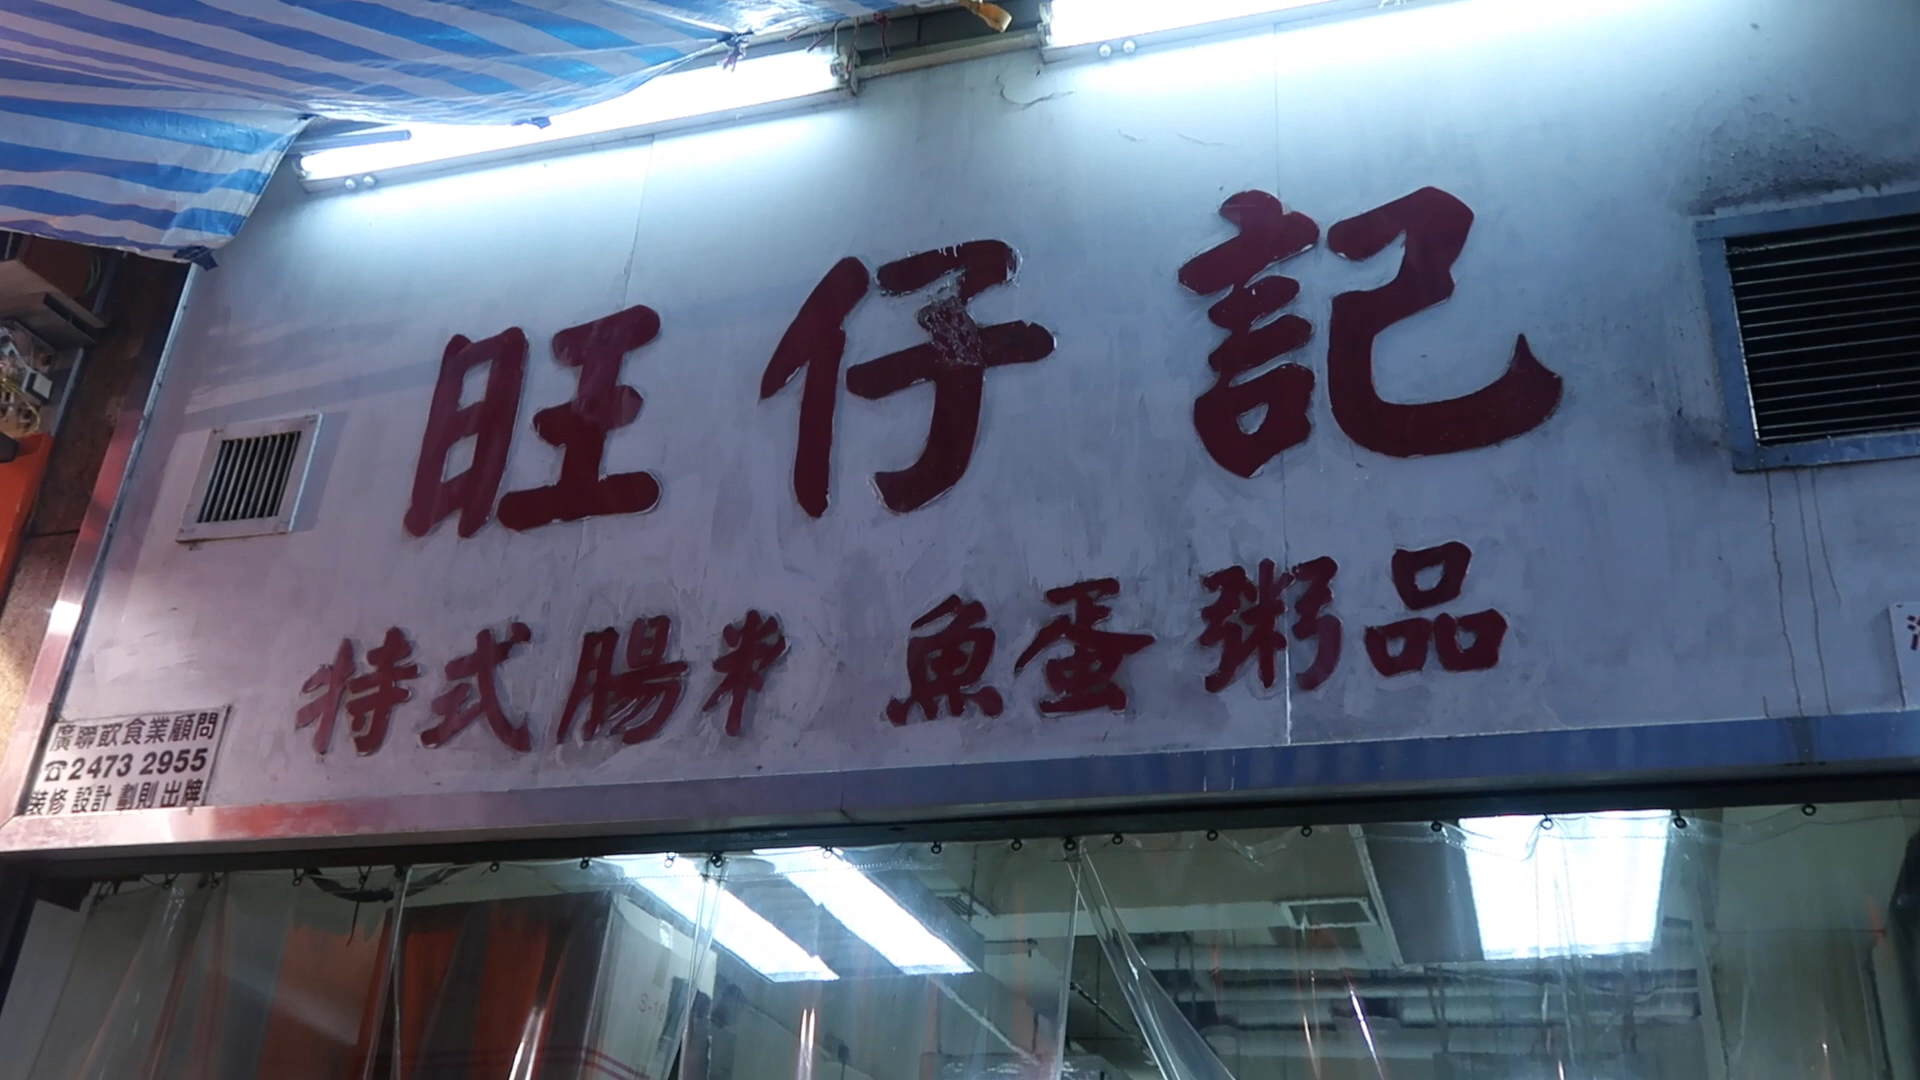 旺仔記
特式腸粉 魚蛋粥品
廣聯飲食業顧問
☎2473 2955
裝修 設計 劃則 出牌